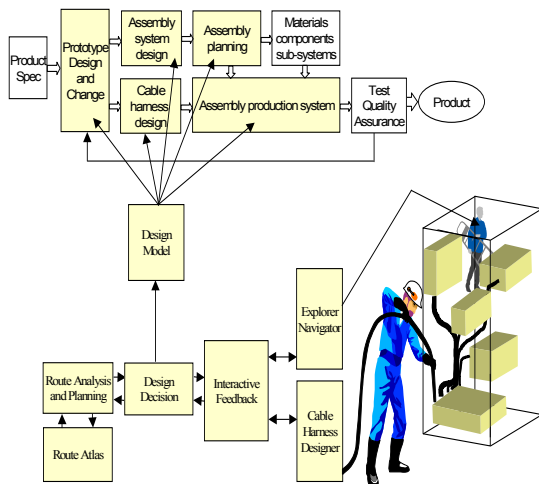 Product
Spec
Prototype
Design
and
Change
Assembly
system
design
Assembly
planning
Materials
components
sub-systems
Cable
harness
design
Assembly production system
Test
Quality
Assurance
Product
Design
Model
Explorer
Navigator
Route Analysis
and Planning
Design
Decision
Interactive
Feedback
Cable
Harness
Designer
Route Atlas